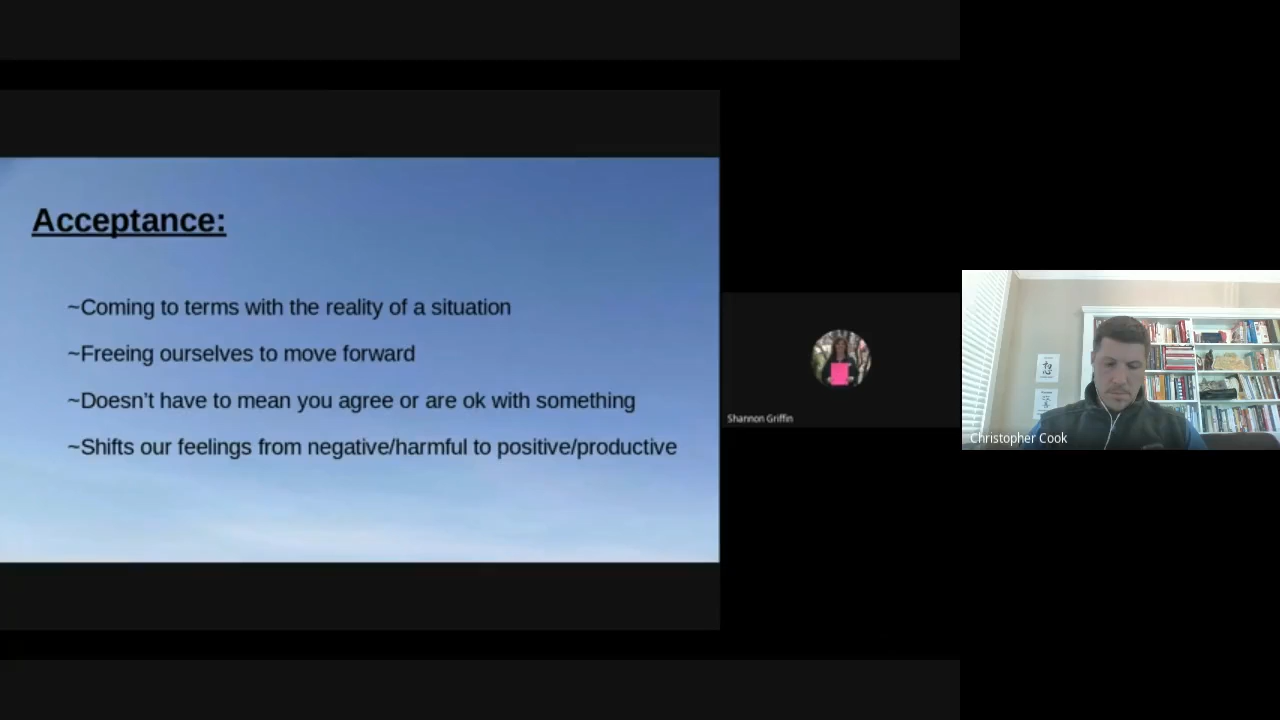 Acceptance:
~Coming to terms with the reality of a situation
~Freeing ourselves to move forward
~Doesn’t have to mean you agree or are ok with something
~Shifts our feelings from negative/harmful to positive/productive
Shannon Griffin
Christopher Cook